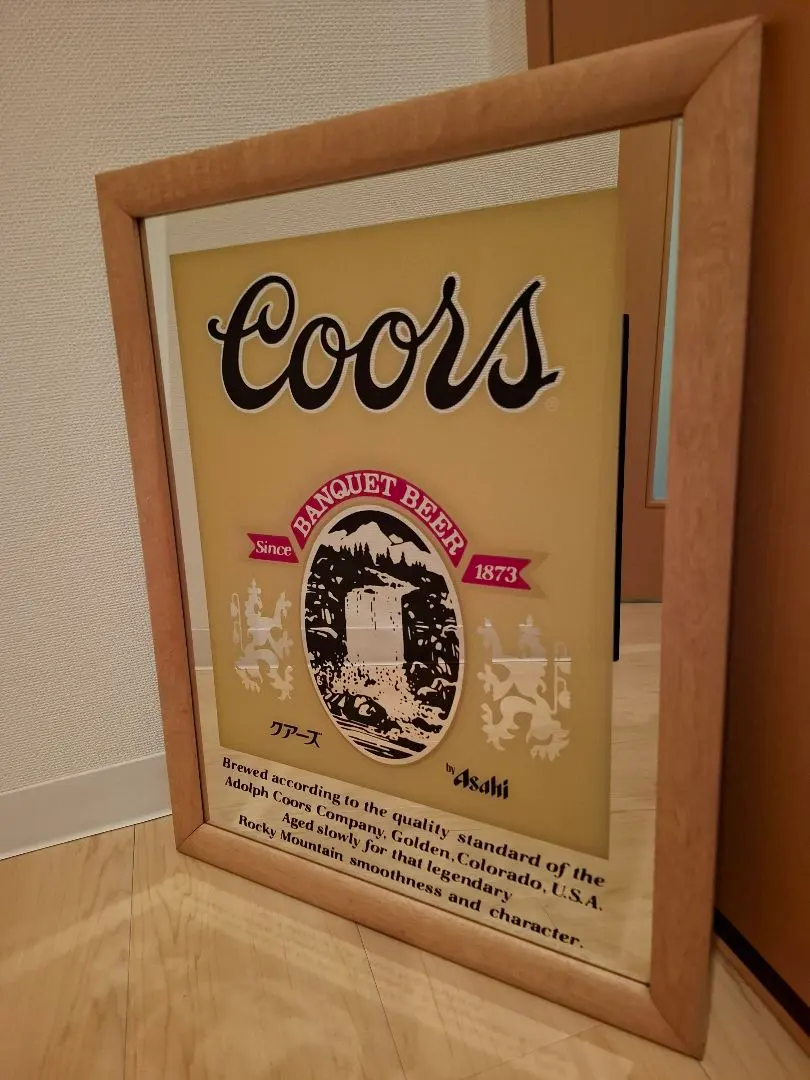 Coors
®
BANQUET BEER
Since
1873
クアーズ
by Asahi
Brewed according to the quality standard of the
Adolph Coors Company, Golden, Colorado, U.S.A.
Aged slowly for that legendary
Rocky Mountain smoothness and character.